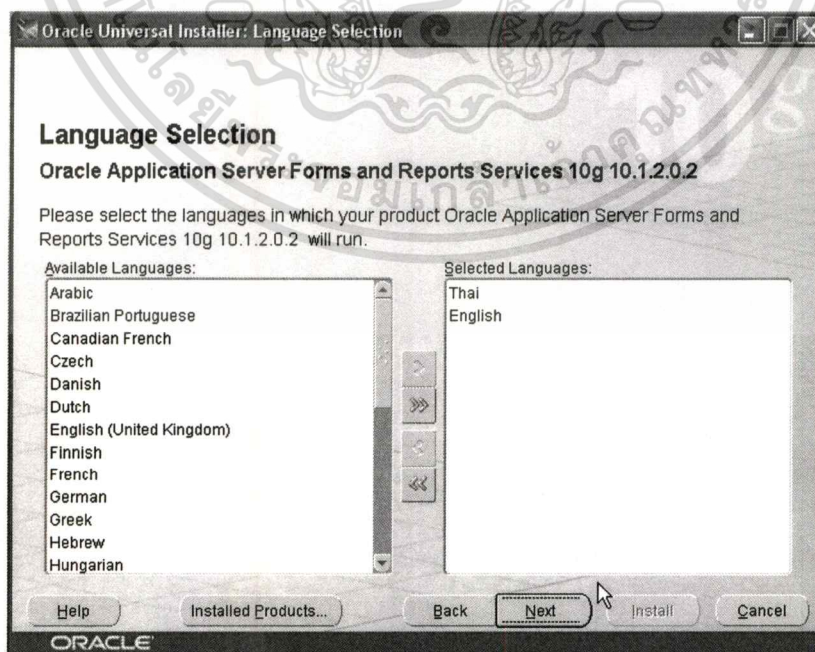 Oracle Universal Installer: Language Selection
Language Selection
Oracle Application Server Forms and Reports Services 10g 10.1.2.0.2
Please select the languages in which your product Oracle Application Server Forms and
Reports Services 10g 10.1.2.0.2 will run.
Available Languages:
Arabic
Brazilian Portuguese
Canadian French
Czech
Danish
Dutch
English (United Kingdom)
Finnish
French
German
Greek
Hebrew
Hungarian
>
>>
<
<<
Selected Languages:
Thai
English
Help
Installed Products...
Back
Next
Install
Cancel
ORACLE
10g